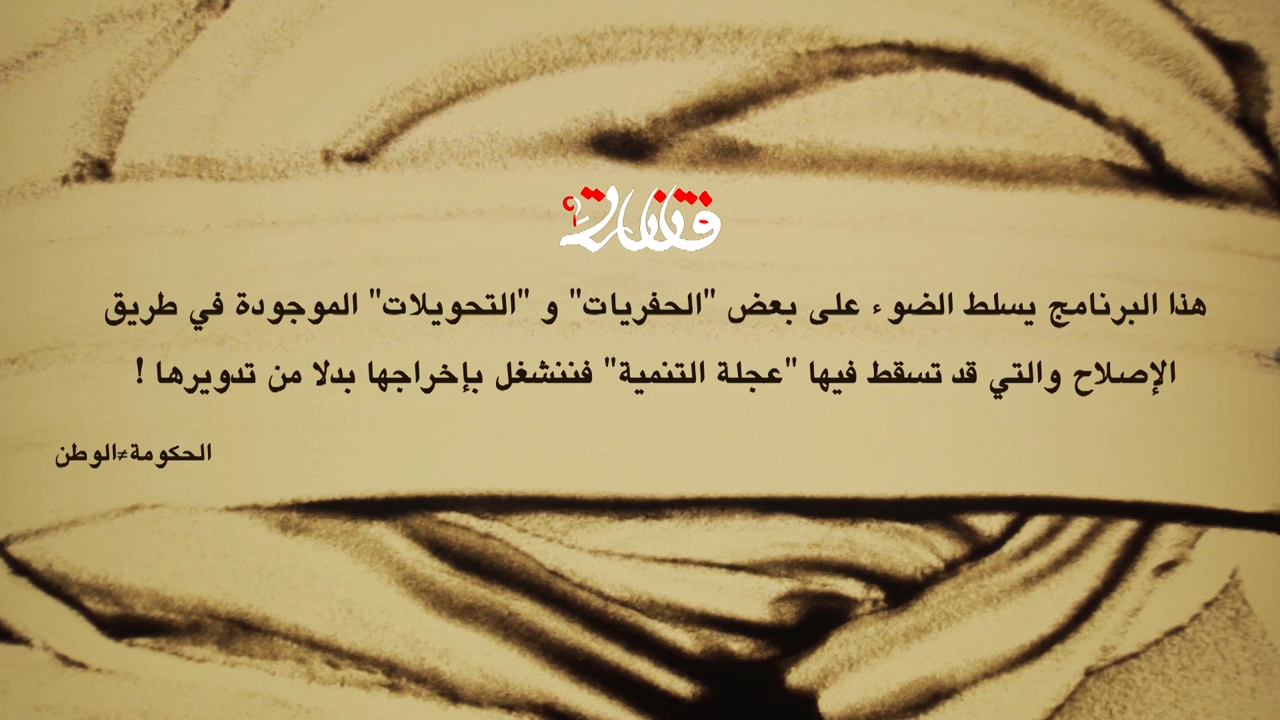 هذا البرنامج يسلط الضوء على بعض "الحفريات" و "التحويلات" الموجودة في طريق
الإصلاح والتي قد تسقط فيها "عجلة التنمية" فننشغل بإخراجها بدلا من تدويرها !
الحكومة≠الوطن